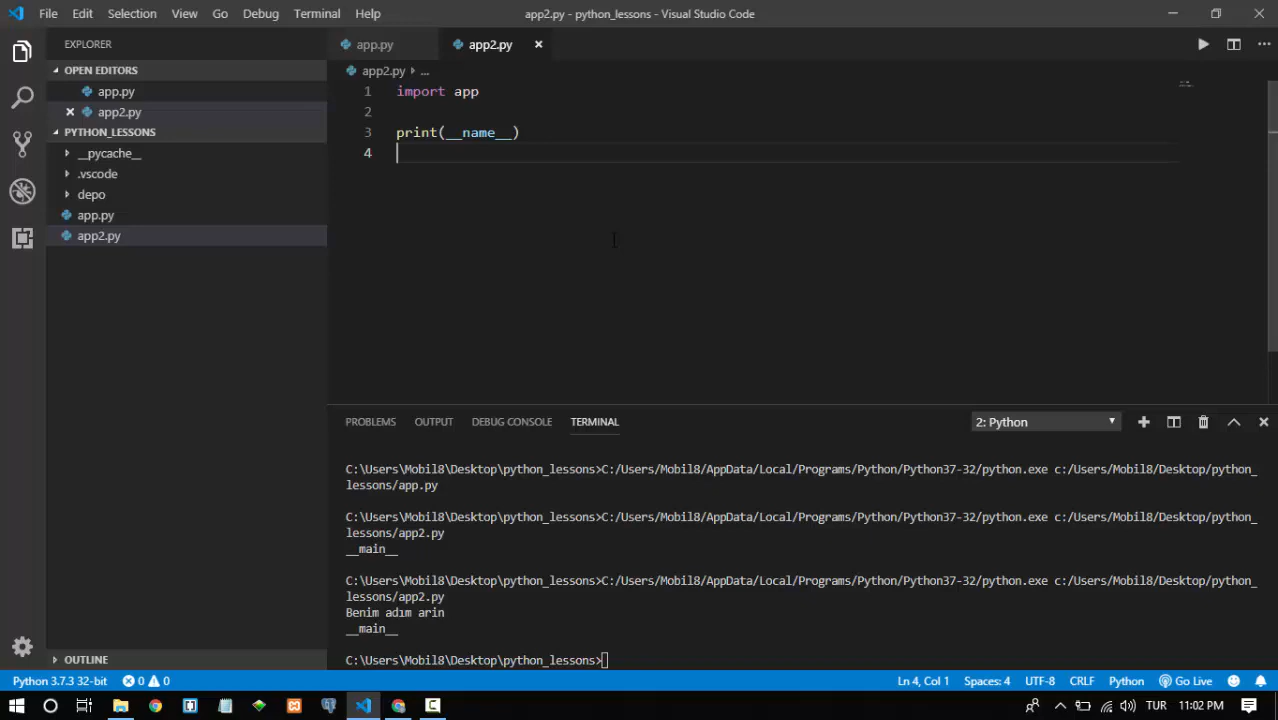 File Edit Selection View Go Debug Terminal Help app2.py - python_lessons - Visual Studio Code
EXPLORER
OPEN EDITORS
app.py
app2.py
PYTHON_LESSONS
__pycache__
.vscode
depo
app.py
app2.py
OUTLINE
app.py app2.py
app2.py ...
1 import app
2
3 print(__name__)
4
PROBLEMS OUTPUT DEBUG CONSOLE TERMINAL 2: Python
C:\Users\Mobil8\Desktop\python_lessons>C:/Users/Mobil8/AppData/Local/Programs/Python/Python37-32/python.exe c:/Users/Mobil8/Desktop/python_
lessons/app.py
C:\Users\Mobil8\Desktop\python_lessons>C:/Users/Mobil8/AppData/Local/Programs/Python/Python37-32/python.exe c:/Users/Mobil8/Desktop/python_
lessons/app2.py
__main__
C:\Users\Mobil8\Desktop\python_lessons>C:/Users/Mobil8/AppData/Local/Programs/Python/Python37-32/python.exe c:/Users/Mobil8/Desktop/python_
lessons/app2.py
Benim adım arin
__main__
C:\Users\Mobil8\Desktop\python_lessons>
Python 3.7.3 32-bit 0 0 Ln 4, Col 1 Spaces: 4 UTF-8 CRLF Python Go Live
TUR 11:02 PM